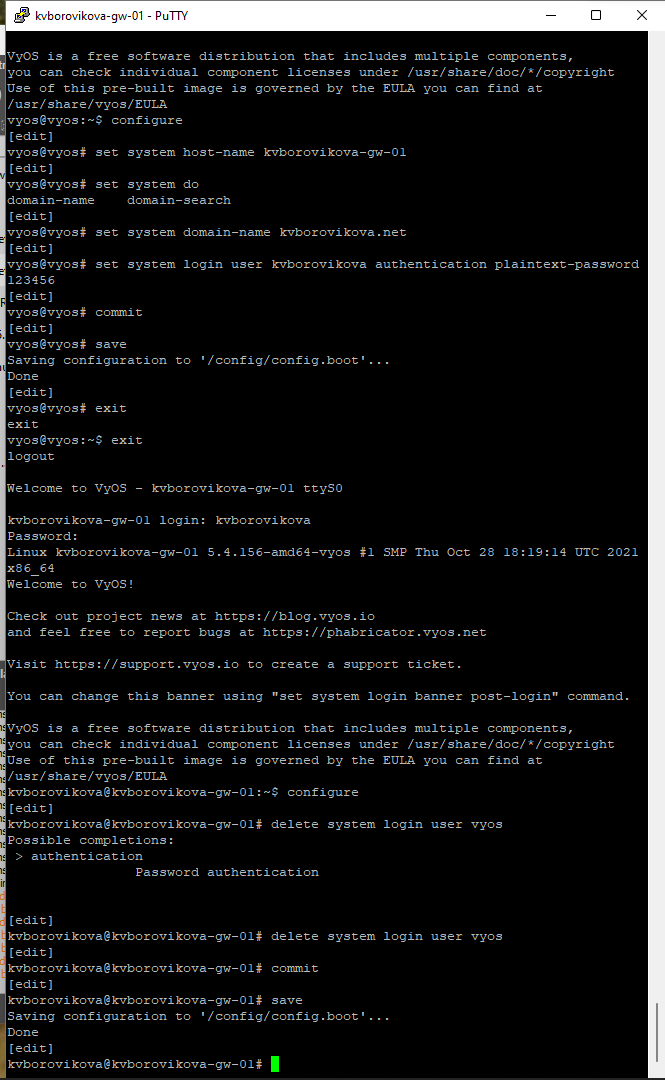 kvborovikova-gw-01 - PuTTY
VyOS is a free software distribution that includes multiple components,
you can check individual component licenses under /usr/share/doc/*/copyright
Use of this pre-built image is governed by the EULA you can find at
/usr/share/vyos/EULA
vyos@vyos:~$ configure
[edit]
vyos@vyos# set system host-name kvborovikova-gw-01
[edit]
vyos@vyos# set system do
domain-name    domain-search
[edit]
vyos@vyos# set system domain-name kvborovikova.net
[edit]
vyos@vyos# set system login user kvborovikova authentication plaintext-password
123456
[edit]
vyos@vyos# commit
[edit]
vyos@vyos# save
Saving configuration to '/config/config.boot'...
Done
[edit]
vyos@vyos# exit
exit
vyos@vyos:~$ exit
logout
Welcome to VyOS - kvborovikova-gw-01 ttyS0
kvborovikova-gw-01 login: kvborovikova
Password:
Linux kvborovikova-gw-01 5.4.156-amd64-vyos #1 SMP Thu Oct 28 18:19:14 UTC 2021
x86_64
Welcome to VyOS!
Check out project news at https://blog.vyos.io
and feel free to report bugs at https://phabricator.vyos.net
Visit https://support.vyos.io to create a support ticket.
You can change this banner using "set system login banner post-login" command.
VyOS is a free software distribution that includes multiple components,
you can check individual component licenses under /usr/share/doc/*/copyright
Use of this pre-built image is governed by the EULA you can find at
/usr/share/vyos/EULA
kvborovikova@kvborovikova-gw-01:~$ configure
[edit]
kvborovikova@kvborovikova-gw-01# delete system login user vyos
Possible completions:
 > authentication
                Password authentication
[edit]
kvborovikova@kvborovikova-gw-01# delete system login user vyos
[edit]
kvborovikova@kvborovikova-gw-01# commit
[edit]
kvborovikova@kvborovikova-gw-01# save
Saving configuration to '/config/config.boot'...
Done
[edit]
kvborovikova@kvborovikova-gw-01#